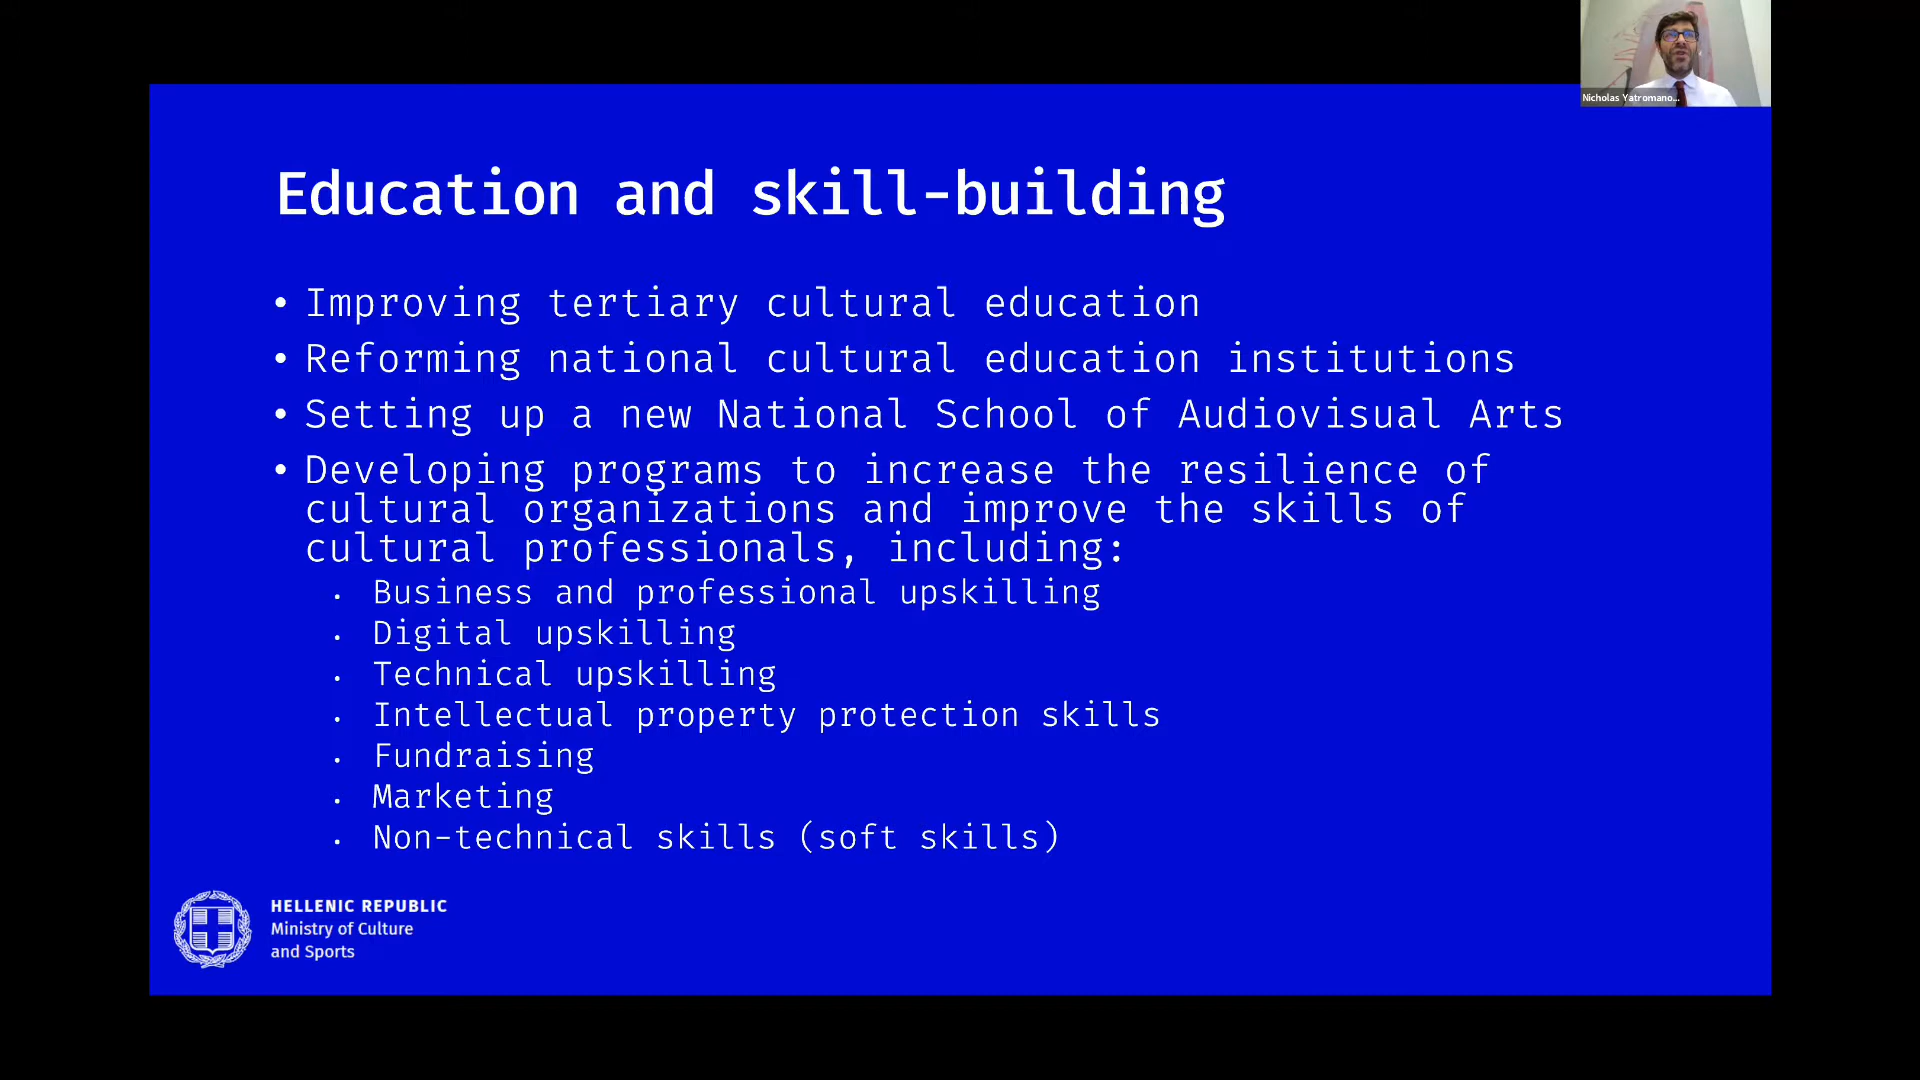 Nicholas Yatromano...
Education and skill-building
• Improving tertiary cultural education
• Reforming national cultural education institutions
• Setting up a new National School of Audiovisual Arts
• Developing programs to increase the resilience of
cultural organizations and improve the skills of
cultural professionals, including:
• Business and professional upskilling
• Digital upskilling
• Technical upskilling
• Intellectual property protection skills
• Fundraising
• Marketing
• Non-technical skills (soft skills)
HELLENIC REPUBLIC
Ministry of Culture
and Sports